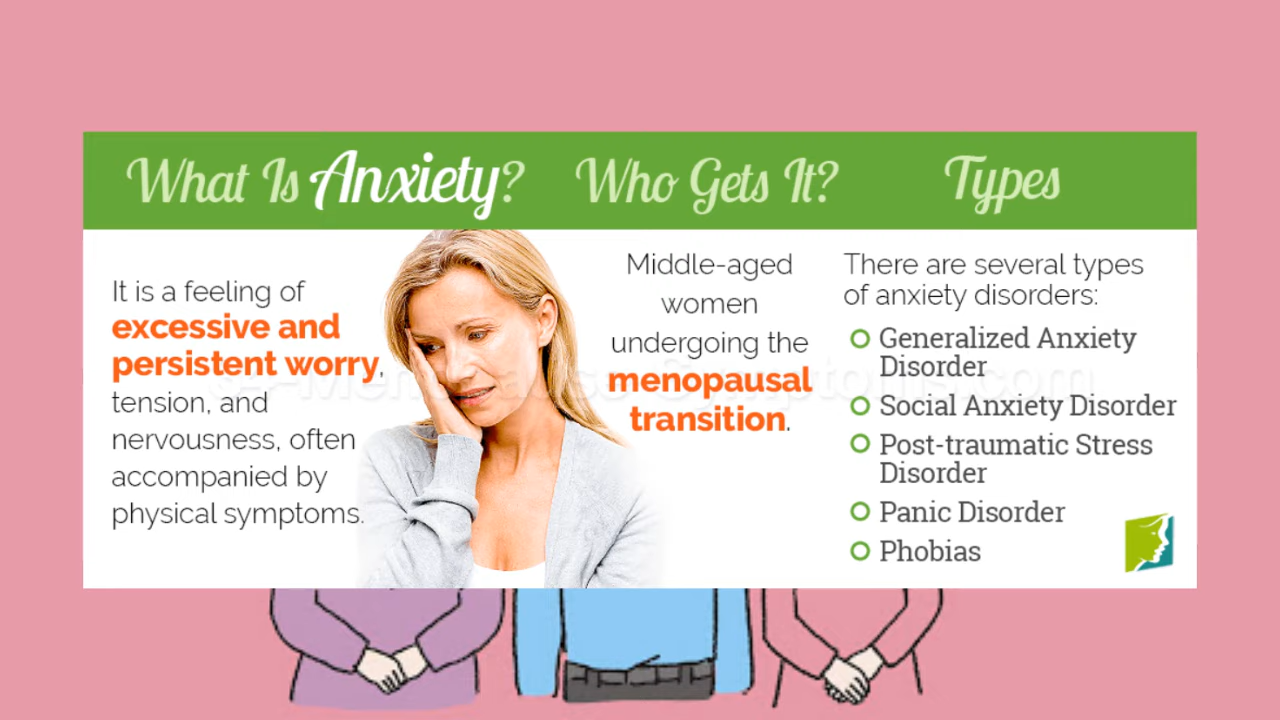 What Is Anxiety?
Who Gets It?
Types
It is a feeling of
excessive and
persistent worry,
tension, and
nervousness, often
accompanied by
physical symptoms.
Middle-aged
women
undergoing the
menopausal
transition.
There are several types
of anxiety disorders:
Generalized Anxiety
Disorder
Social Anxiety Disorder
Post-traumatic Stress
Disorder
Panic Disorder
Phobias